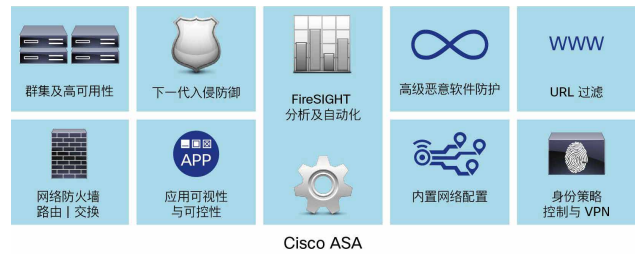 群集及高可用性
下一代入侵防御
FireSIGHT
分析及自动化
高级恶意软件防护
WWW
URL 过滤
网络防火墙
路由 | 交换
APP
应用可视性
与可控性
内置网络配置
身份策略
控制与 VPN
Cisco ASA